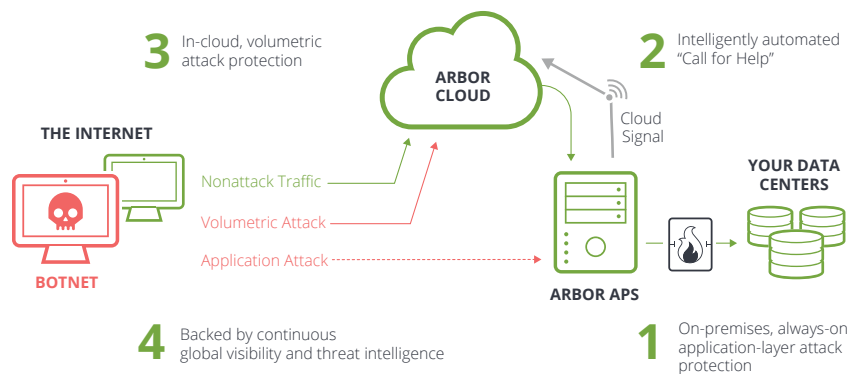 3
In-cloud, volumetric
attack protection
ARBOR
CLOUD
2
Intelligently automated
“Call for Help”
Cloud
Signal
THE INTERNET
Nonattack Traffic
Volumetric Attack
Application Attack
BOTNET
ARBOR APS
YOUR DATA
CENTERS
4
Backed by continuous
global visibility and threat intelligence
1
On-premises, always-on
application-layer attack
protection